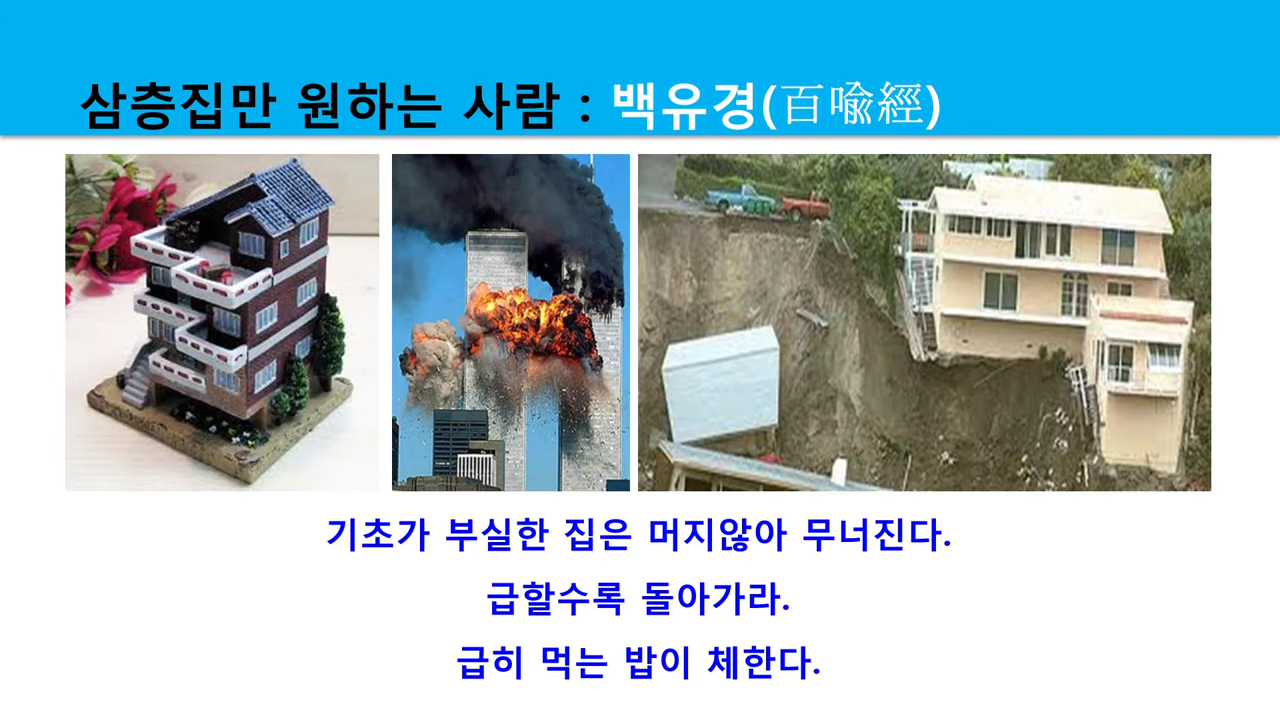 삼층집만 원하는 사람 : 백유경(百喩經)
기초가 부실한 집은 머지않아 무너진다.
급할수록 돌아가라.
급히 먹는 밥이 체한다.